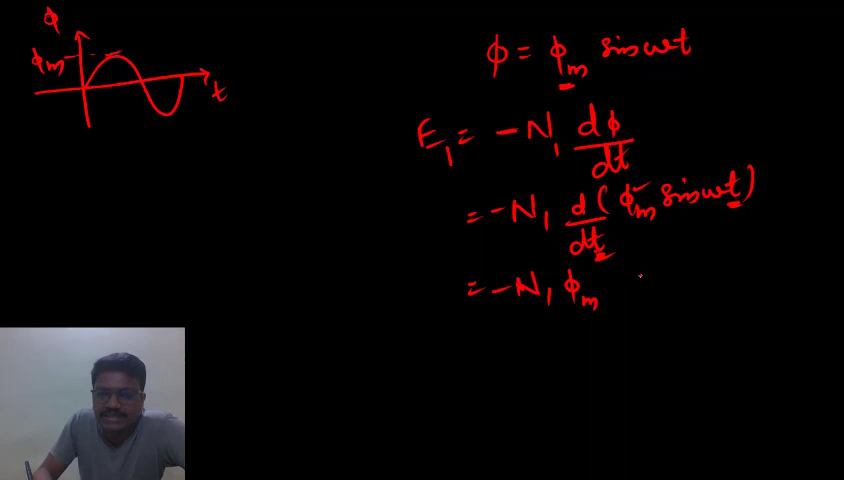 ϕ
ϕm
t
ϕ = ϕm sin ωt
E1 = -N1 dϕ/dt
= -N1 d/dt (ϕm sin ωt)
= -N1 ϕm